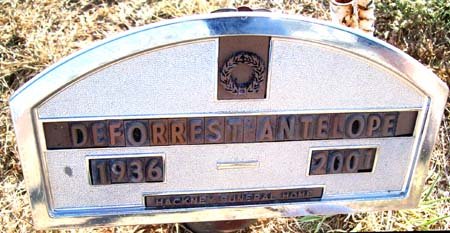 DEFORREST ANTELOPE
1936 — 2001
HACKNEY FUNERAL HOME